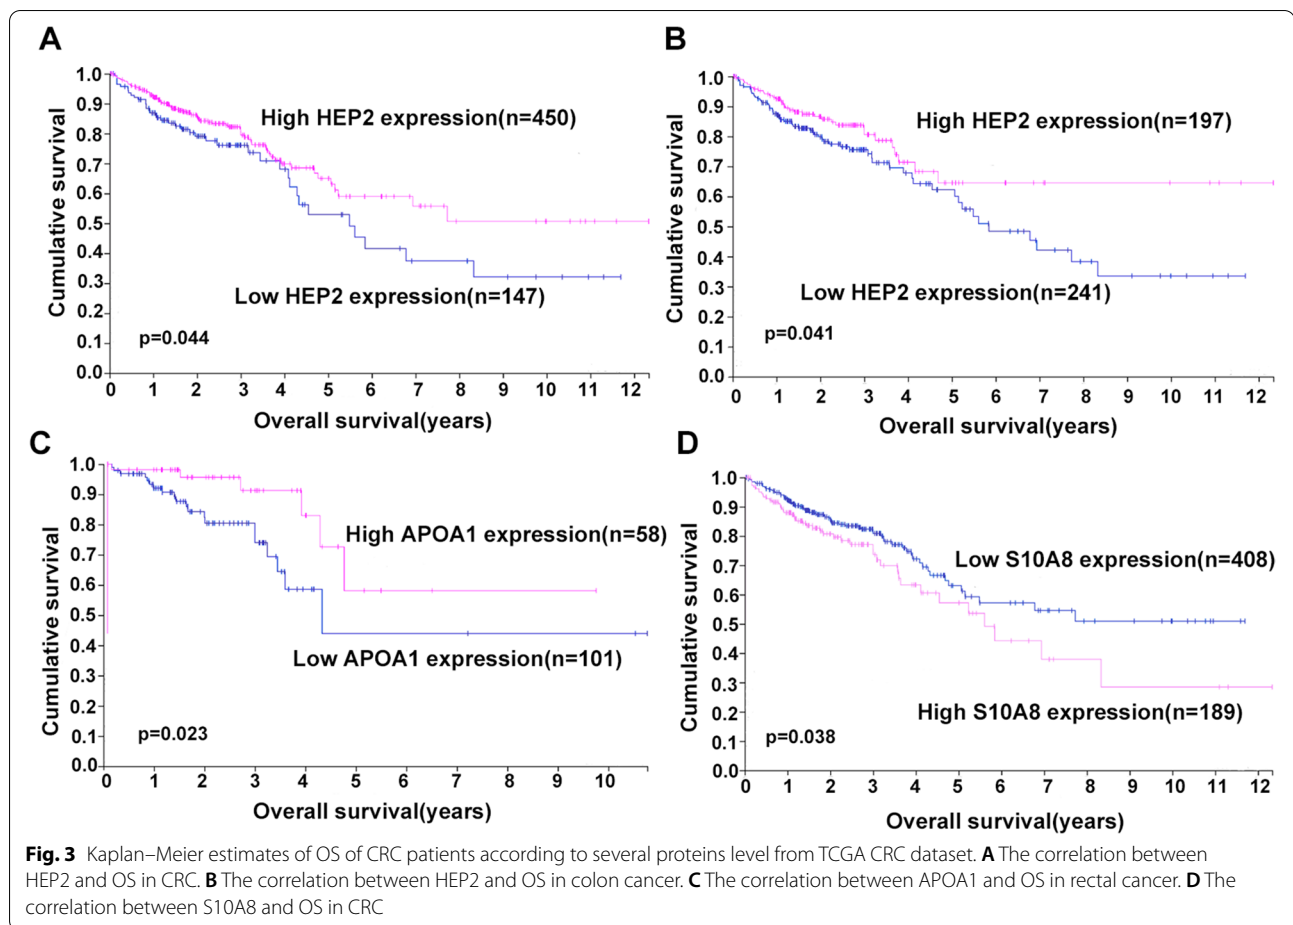 A
1.0
0.9
0.8
0.7
0.6
0.5
0.4
0.3
0.2
0.1
0.0
Cumulative survival
High HEP2 expression(n=450)
Low HEP2 expression(n=147)
p=0.044
0 1 2 3 4 5 6 7 8 9 10 11 12
Overall survival(years)
B
1.0
0.9
0.8
0.7
0.6
0.5
0.4
0.3
0.2
0.1
0.0
Cumulative survival
High HEP2 expression(n=197)
Low HEP2 expression(n=241)
p=0.041
0 1 2 3 4 5 6 7 8 9 10 11 12
Overall survival(years)
C
1.0
0.9
0.8
0.7
0.6
0.5
0.4
0.3
0.2
0.1
0.0
Cumulative survival
High APOA1 expression(n=58)
Low APOA1 expression(n=101)
p=0.023
0 1 2 3 4 5 6 7 8 9 10
Overall survival(years)
D
1.0
0.9
0.8
0.7
0.6
0.5
0.4
0.3
0.2
0.1
0.0
Cumulative survival
Low S10A8 expression(n=408)
High S10A8 expression(n=189)
p=0.038
0 1 2 3 4 5 6 7 8 9 10 11 12
Overall survival(years)
Fig. 3 Kaplan–Meier estimates of OS of CRC patients according to several proteins level from TCGA CRC dataset. A The correlation between
HEP2 and OS in CRC. B The correlation between HEP2 and OS in colon cancer. C The correlation between APOA1 and OS in rectal cancer. D The
correlation between S10A8 and OS in CRC